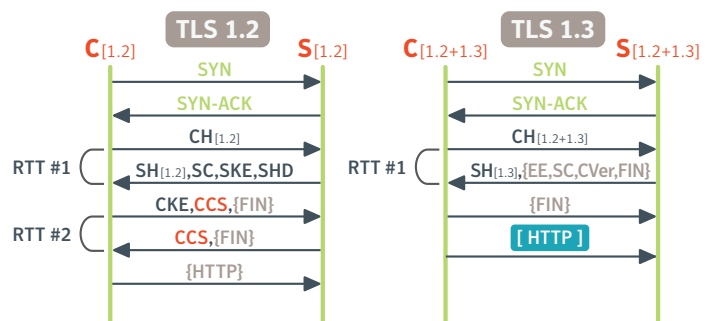 TLS 1.2
C[1.2]
S[1.2]
SYN
SYN-ACK
CH[1.2]
RTT #1
SH[1.2],SC,SKE,SHD
CKE,CCS,{FIN}
RTT #2
CCS,{FIN}
{HTTP}
TLS 1.3
C[1.2+1.3]
S[1.2+1.3]
SYN
SYN-ACK
CH[1.2+1.3]
RTT #1
SH[1.3],{EE,SC,CVer,FIN}
{FIN}
[ HTTP ]